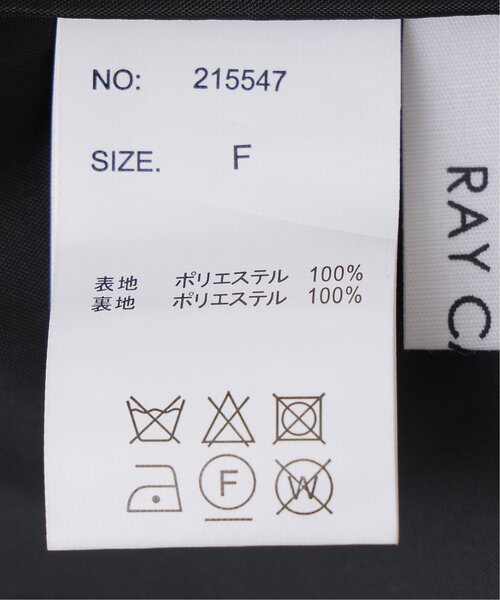 NO: 215547
SIZE. F
表地 ポリエステル 100%
裏地 ポリエステル 100%
F
W
RAY